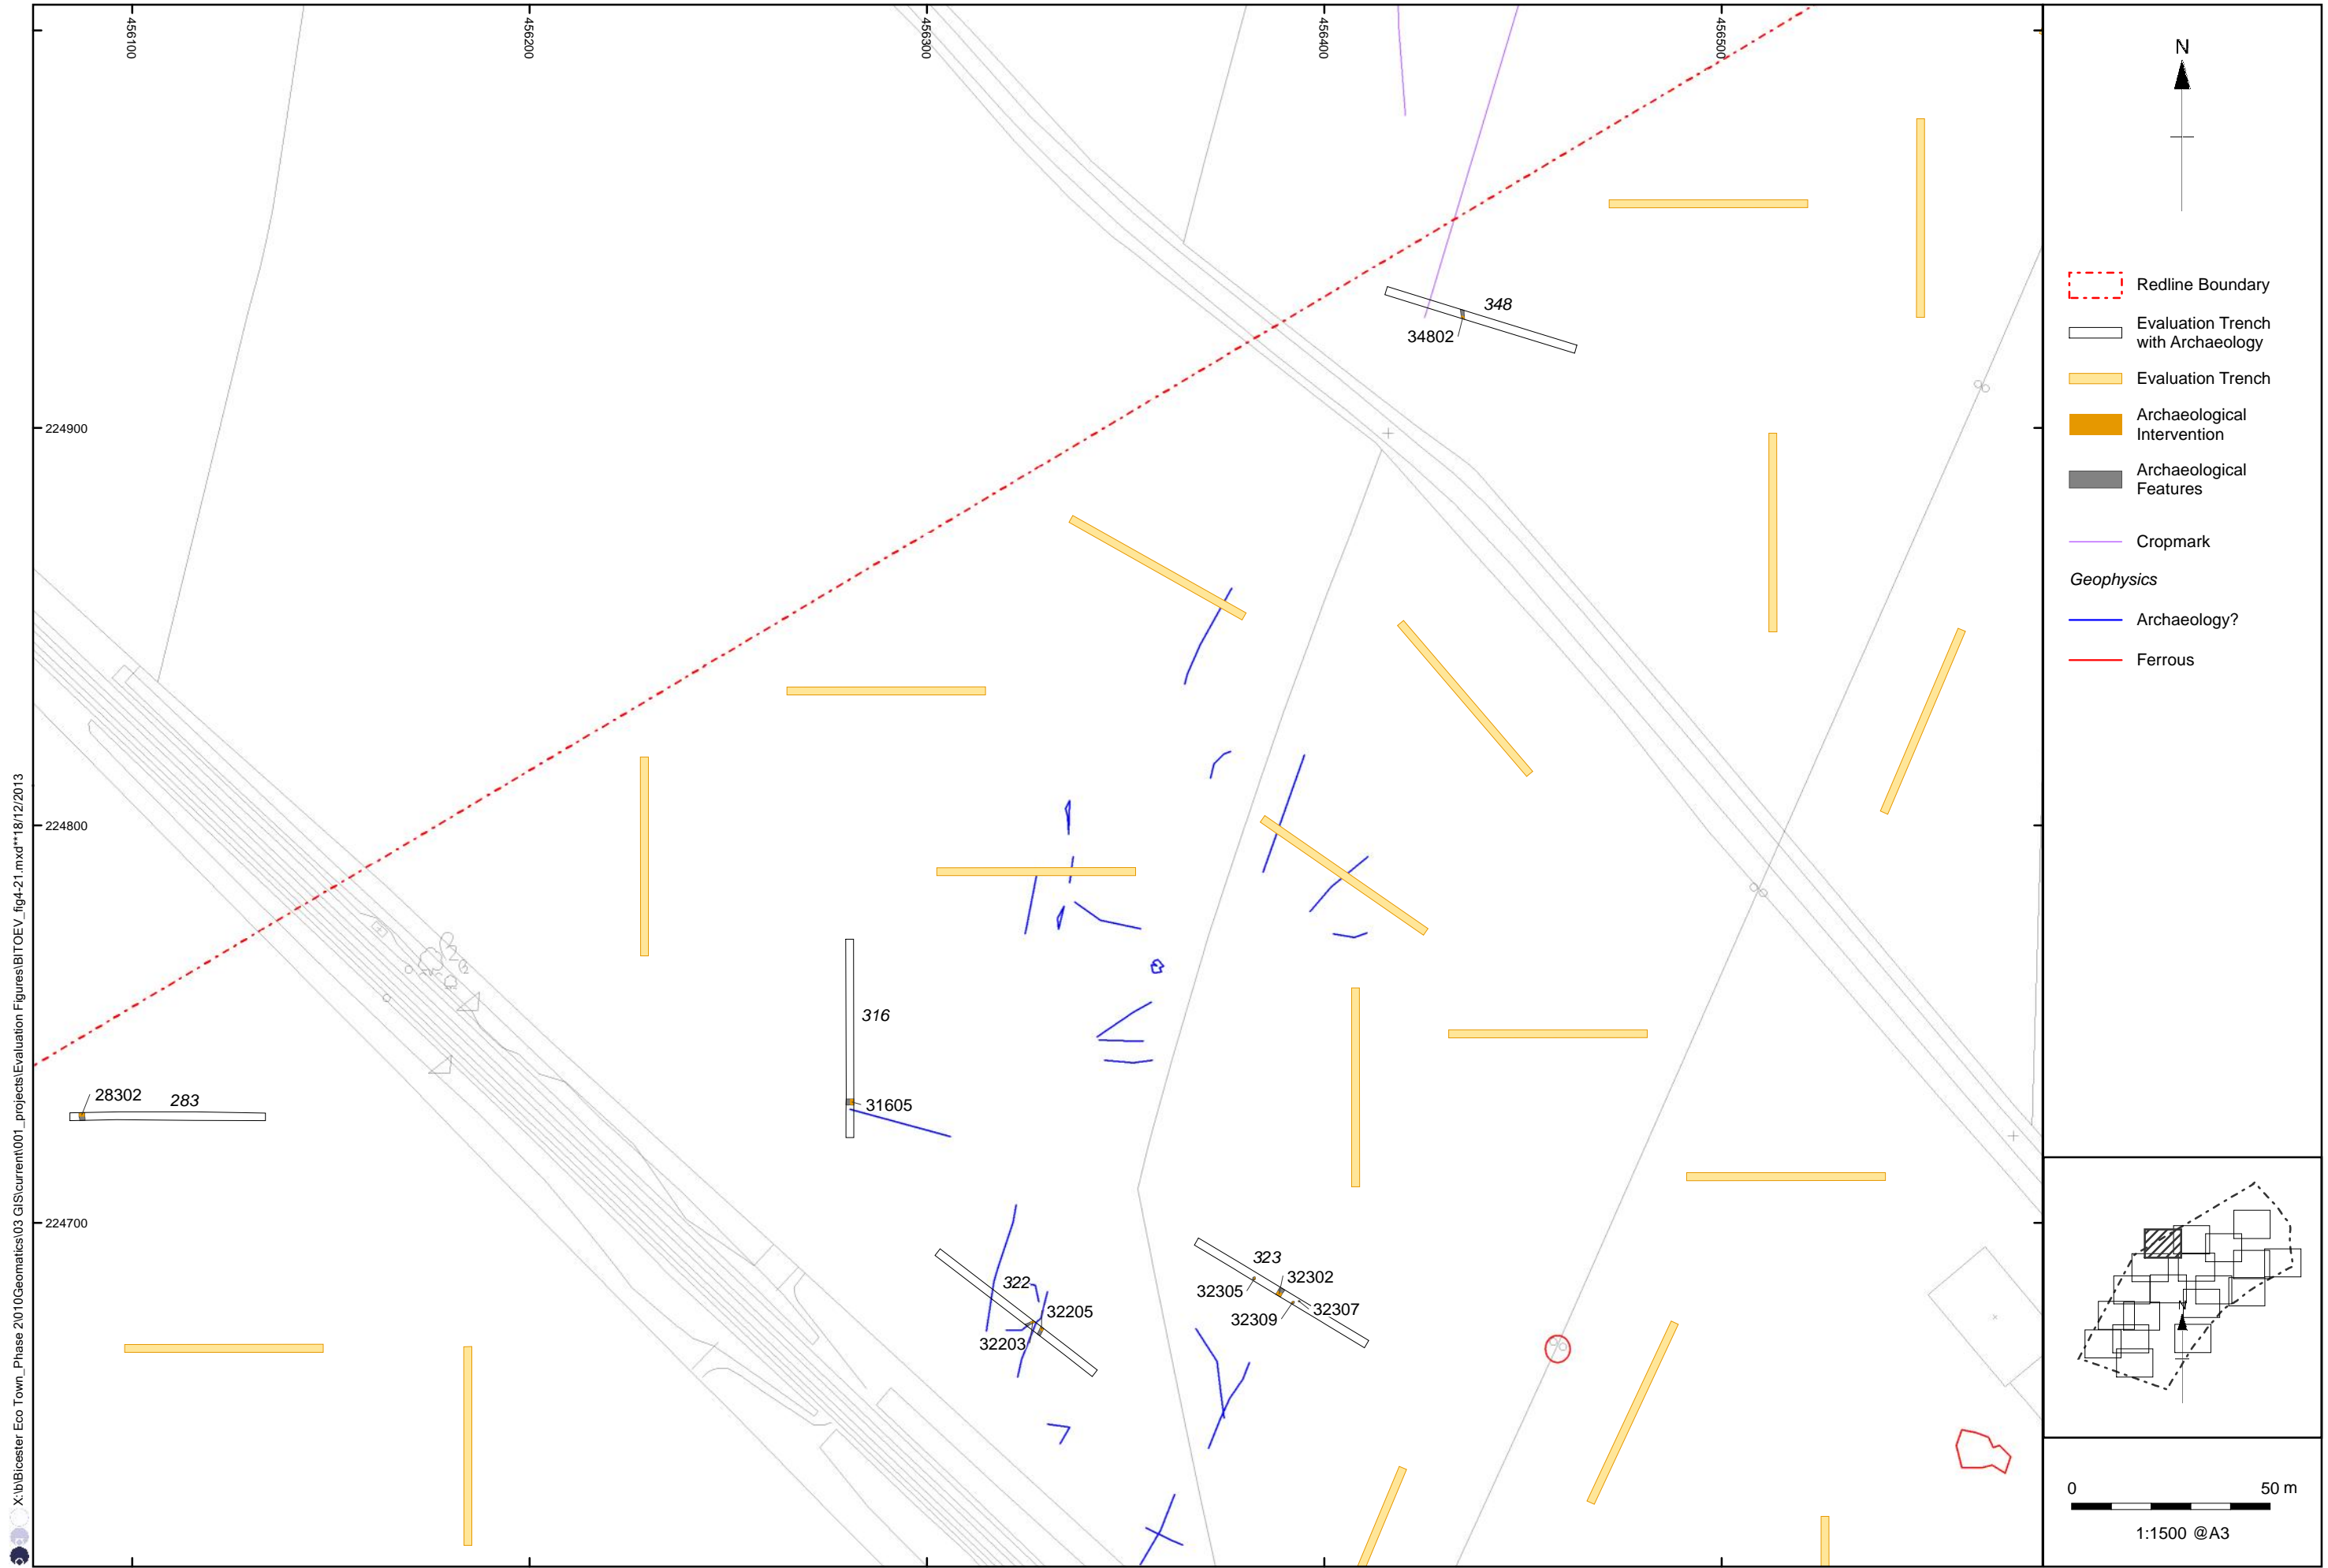 456100
456200
456300
456400
456500
224900
224800
224700
348
34802
316
31605
28302
283
322
32205
32203
323
32302
32305
32307
32309
N
Redline Boundary
Evaluation Trench
with Archaeology
Evaluation Trench
Archaeological
Intervention
Archaeological
Features
Cropmark
Geophysics
Archaeology?
Ferrous
N
0
50 m
1:1500 @A3
X:\b\Bicester Eco Town_Phase 2\010Geomatics\03 GIS\current\001_projects\Evaluation Figures\BITOEV_fig4-21.mxd**18/12/2013